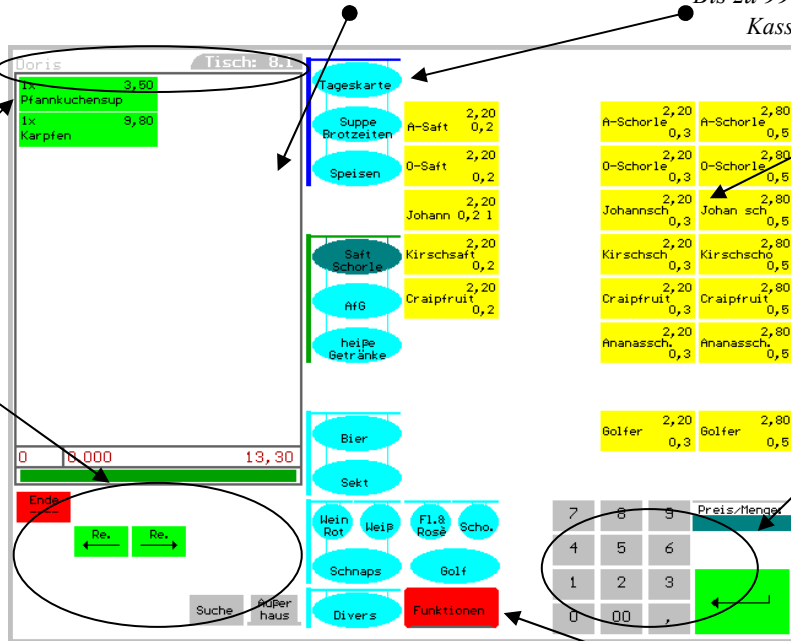 Bis zu 99
Kass
Doris Tisch: 8.1
1x 3,50
Pfannkuchensup
1x 9,80
Karpfen
0 0,000 13,30
Ende
Re. Re.
Suche Außer
haus
Tageskarte
Suppe
Brotzeiten
Speisen
Saft
Schorle
AfG
heiße
Getränke
Bier
Sekt
Wein
Rot
Weiß
Fl.&
Rosè
Scho.
Schnaps Golf
Divers Funktionen
2,20
A-Saft 0,2
2,20
O-Saft
0,2
2,20
Johann 0,2 l
2,20
Kirschsaft
0,2
2,20
Craipfruit
0,2
2,20
A-Schorle
0,3
2,80
A-Schorle
0,5
2,20
O-Schorle
0,3
2,80
O-Schorle
0,5
2,20
Johannsch
0,3
2,80
Johan sch
0,5
2,20
Kirschsch
0,3
2,80
Kirschscho
0,5
2,20
Craipfruit
0,3
2,80
Craipfruit
0,5
2,20
Ananassch.
0,3
2,80
Ananassch.
0,5
2,20
Golfer
0,3
2,80
Golfer
0,5
7 8 9 Preis/Menge
4 5 6
1 2 3
0 00 ,